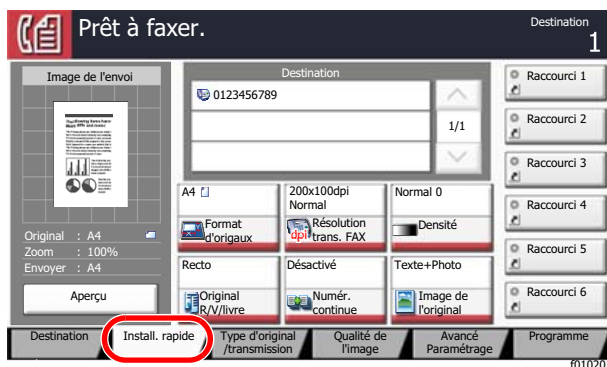 Prêt à faxer.
Destination
1
Image de l'envoi
Original : A4
Zoom : 100%
Envoyer : A4
Aperçu
Destination
0123456789
1/1
A4
Format
d'origaux
200x100dpi
Normal
dpi
Résolution
trans. FAX
Normal 0
Densité
Recto
Original
R/V/livre
Désactivé
Numér.
continue
Texte+Photo
Image de
l'original
Raccourci 1
Raccourci 2
Raccourci 3
Raccourci 4
Raccourci 5
Raccourci 6
Destination
Install. rapide
Type d'original
/transmission
Qualité de
l'image
Avancé
Paramétrage
Programme
f01020